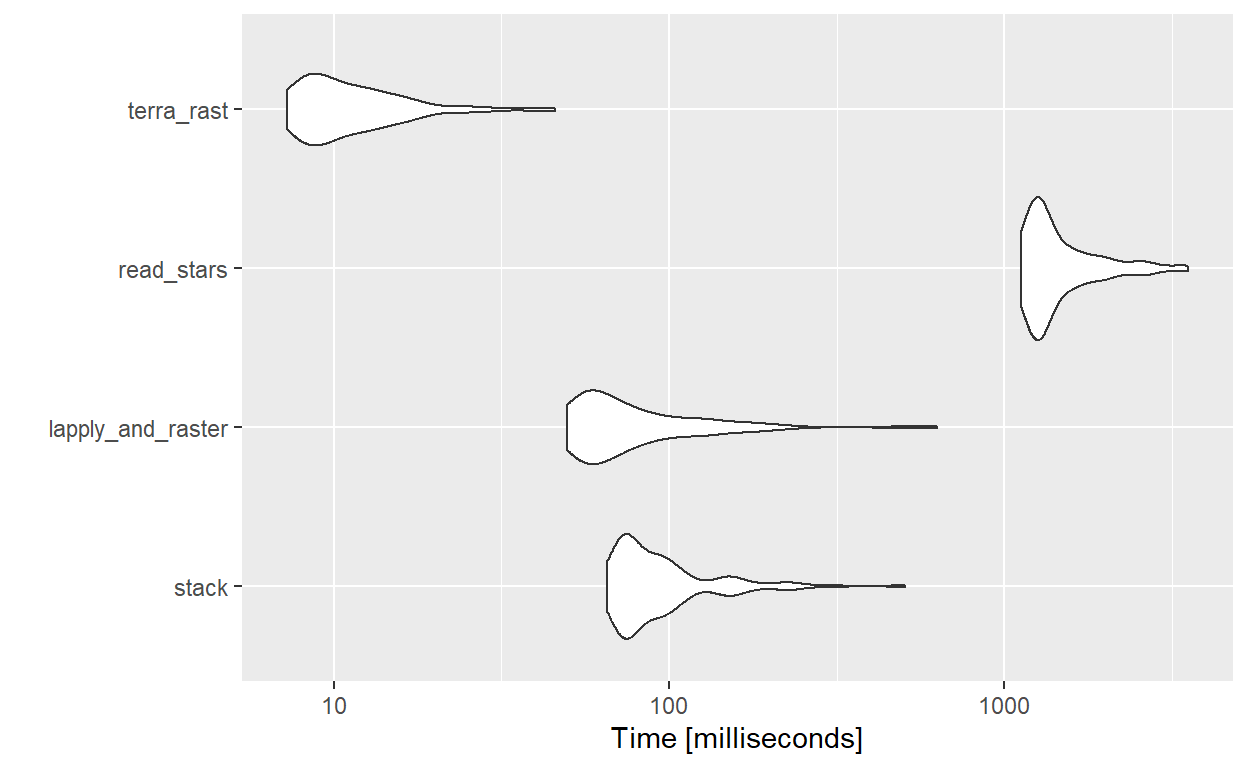 terra_rast
read_stars
lapply_and_raster
stack
10 100 1000
Time [milliseconds]